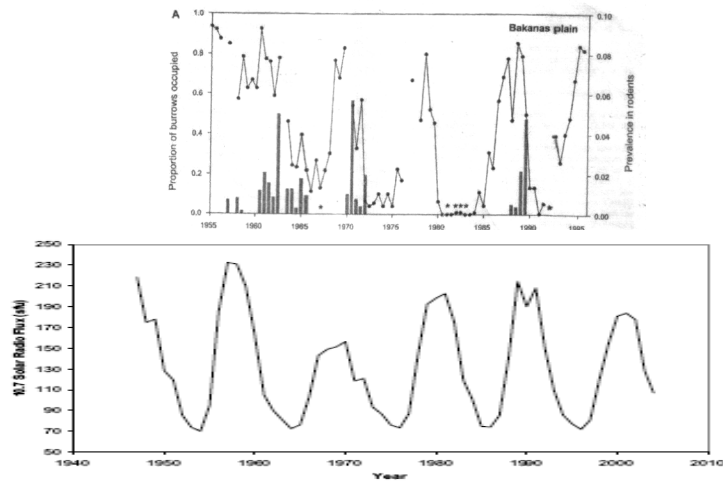 A
Bakanas plain
Proportion of burrows occupied
1.0
0.8
0.6
0.4
0.2
0.0
0.10
0.08
0.06
0.04
0.02
0.00
Prevalence in rodents
1955 1960 1965 1970 1975 1980 1985 1990 1995
10.7 Solar Radio Flux (sfu)
250
230
210
190
170
150
130
110
90
70
50
1940 1950 1960 1970 1980 1990 2000 2010
Year